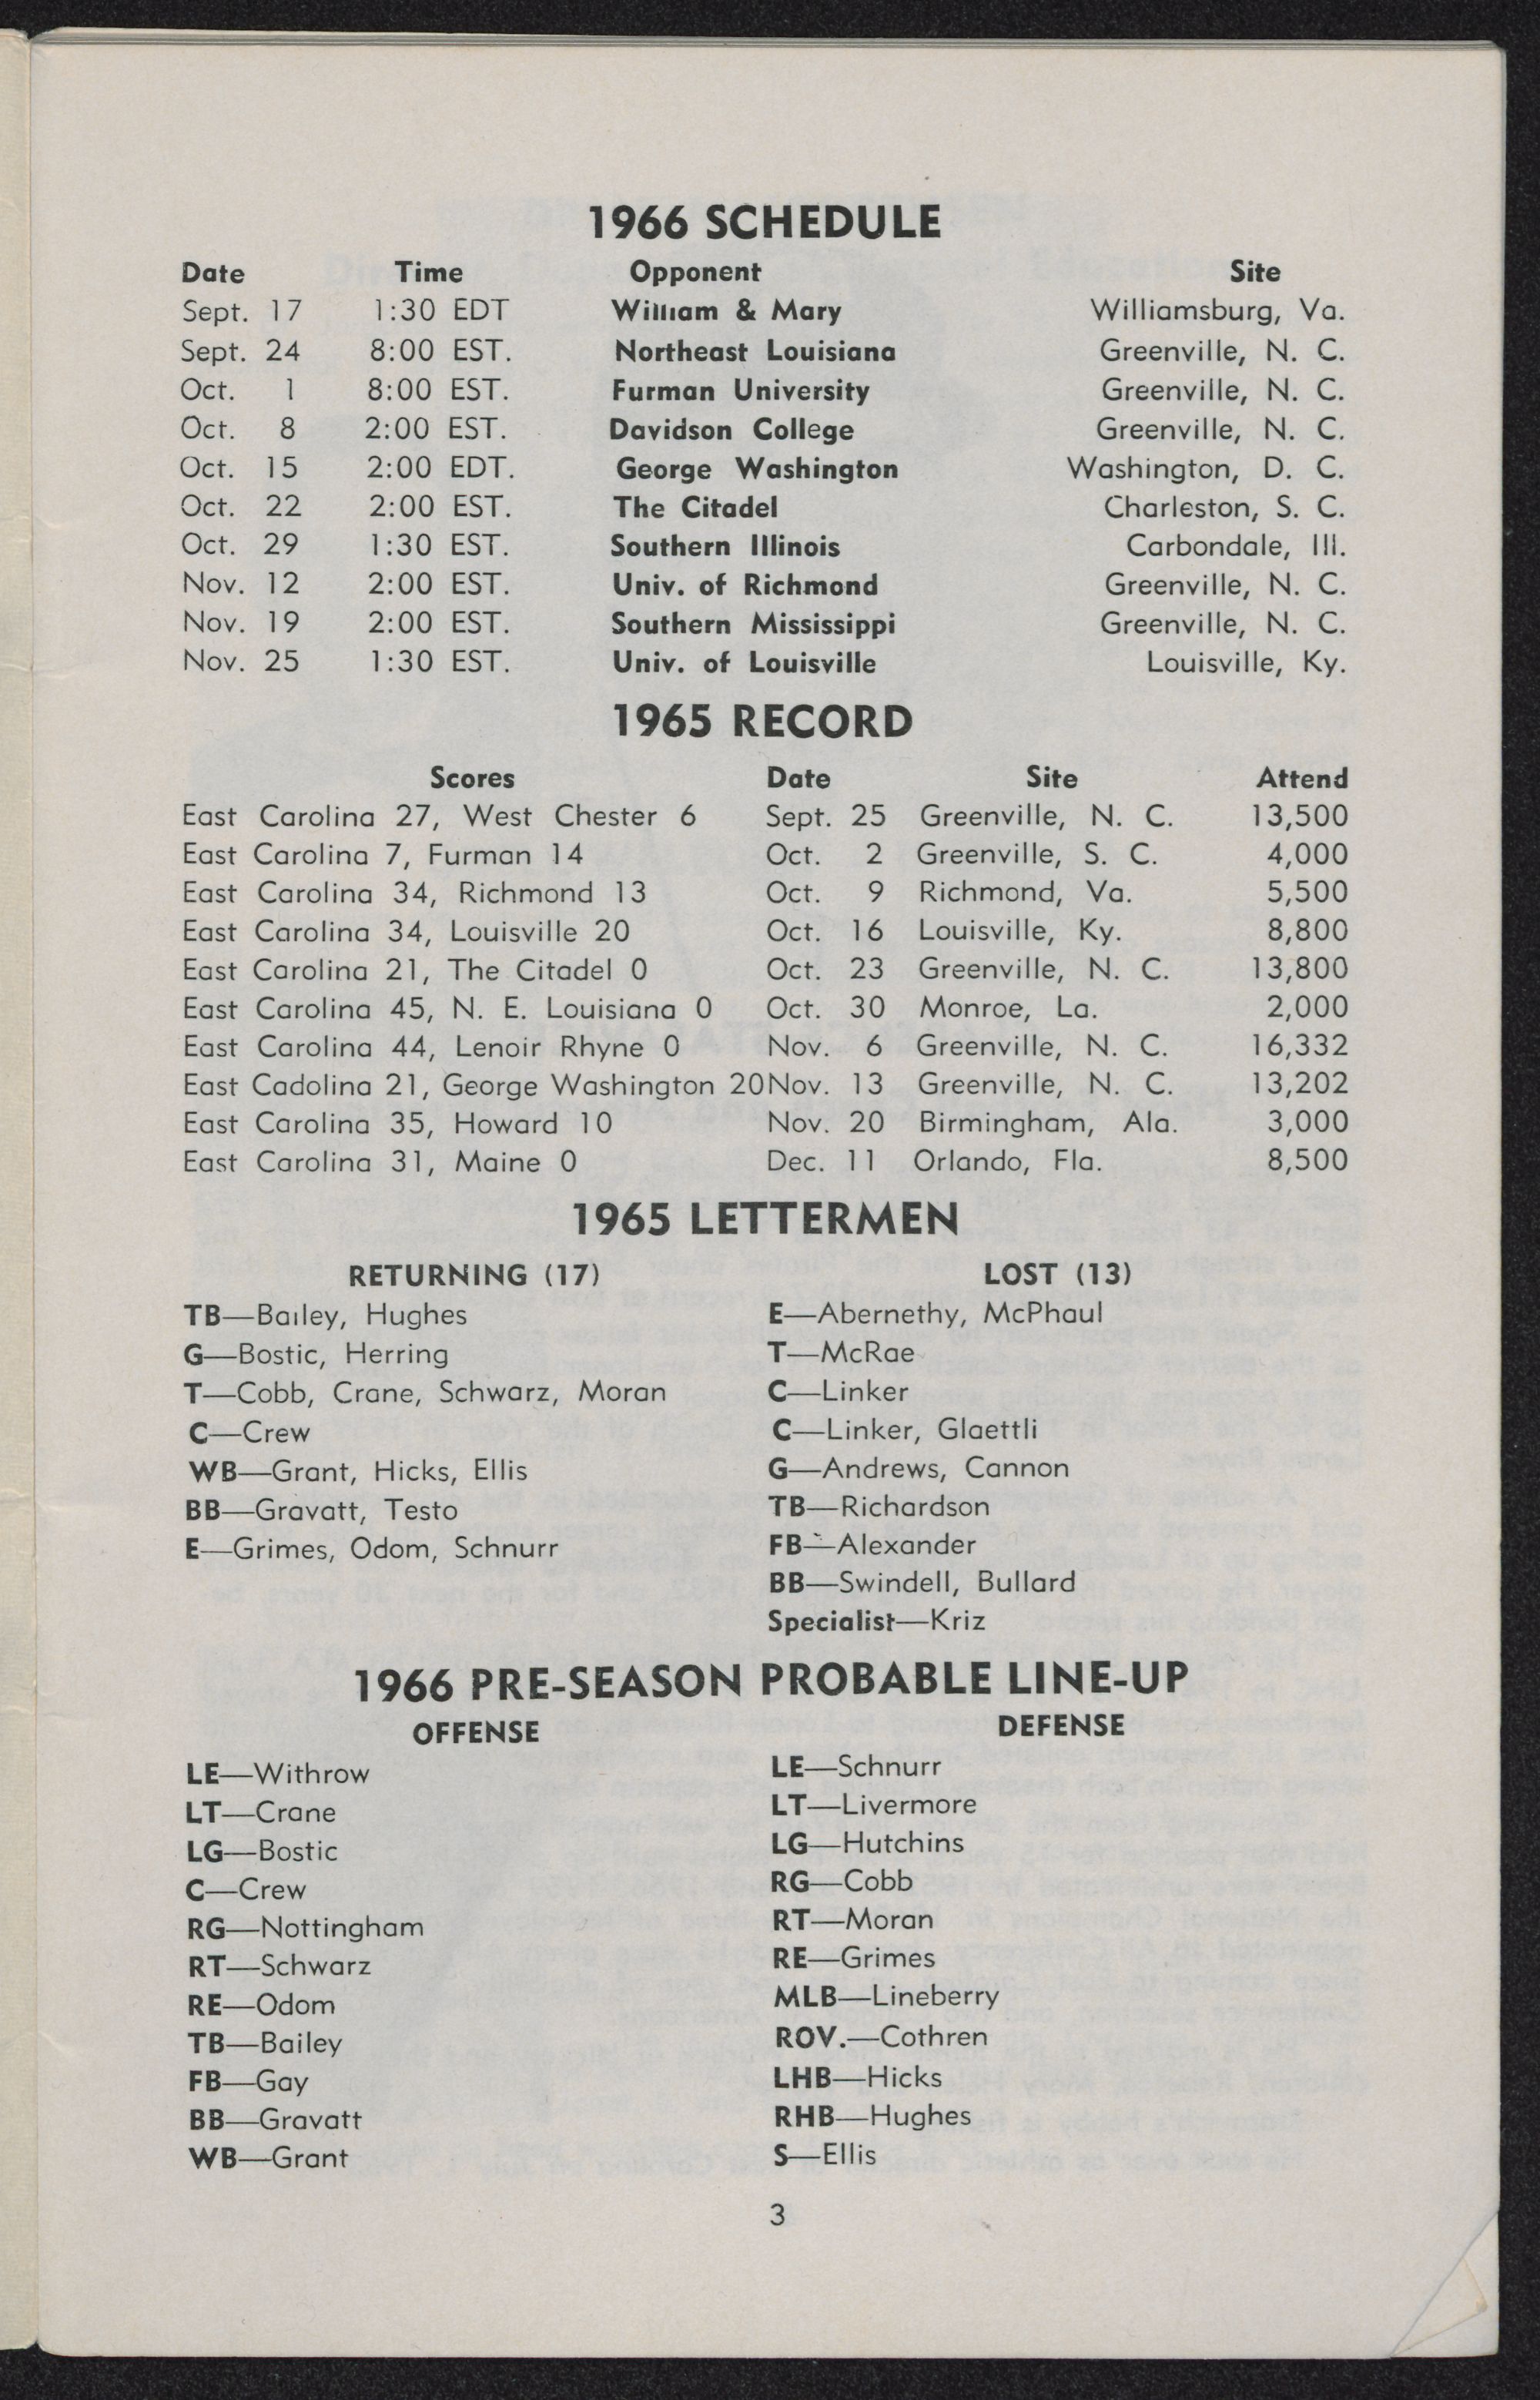 1966 SCHEDULE
Date Time Opponent Site
Sept. 17 1:30 EDT William & Mary Williamsburg, Va.
Sept. 24 8:00 EST. Northeast Louisiana Greenville, N. C.
Oct. 1 8:00 EST. Furman University Greenville, N. C.
Oct. 8 2:00 EST. Davidson College Greenville, N. C.
Oct. 15 2:00 EDT. George Washington Washington, D. C.
Oct. 22 2:00 EST. The Citadel Charleston, S. C.
Oct. 29 1:30 EST. Southern Illinois Carbondale, Ill.
Nov. 12 2:00 EST. Univ. of Richmond Greenville, N. C.
Nov. 19 2:00 EST. Southern Mississippi Greenville, N. C.
Nov. 25 1:30 EST. Univ. of Louisville Louisville, Ky.
1965 RECORD
Scores Date Site Attend
East Carolina 27, West Chester 6 Sept. 25 Greenville, N. C. 13,500
East Carolina 7, Furman 14 Oct. 2 Greenville, S. C. 4,000
East Carolina 34, Richmond 13 Oct. 9 Richmond, Va. 5,500
East Carolina 34, Louisville 20 Oct. 16 Louisville, Ky. 8,800
East Carolina 21, The Citadel 0 Oct. 23 Greenville, N. C. 13,800
East Carolina 45, N. E. Louisiana 0 Oct. 30 Monroe, La. 2,000
East Carolina 44, Lenoir Rhyne 0 Nov. 6 Greenville, N. C. 16,332
East Cadolina 21, George Washington 20 Nov. 13 Greenville, N. C. 13,202
East Carolina 35, Howard 10 Nov. 20 Birmingham, Ala. 3,000
East Carolina 31, Maine 0 Dec. 11 Orlando, Fla. 8,500
1965 LETTERMEN
RETURNING (17)
TB—Bailey, Hughes
G—Bostic, Herring
T—Cobb, Crane, Schwarz, Moran
C—Crew
WB—Grant, Hicks, Ellis
BB—Gravatt, Testo
E—Grimes, Odom, Schnurr
LOST (13)
E—Abernethy, McPhaul
T—McRae
C—Linker
C—Linker, Glaettli
G—Andrews, Cannon
TB—Richardson
FB—Alexander
BB—Swindell, Bullard
Specialist—Kriz
1966 PRE-SEASON PROBABLE LINE-UP
OFFENSE
LE—Withrow
LT—Crane
LG—Bostic
C—Crew
RG—Nottingham
RT—Schwarz
RE—Odom
TB—Bailey
FB—Gay
BB—Gravatt
WB—Grant
DEFENSE
LE—Schnurr
LT—Livermore
LG—Hutchins
RG—Cobb
RT—Moran
RE—Grimes
MLB—Lineberry
ROV.—Cothren
LHB—Hicks
RHB—Hughes
S—Ellis
3